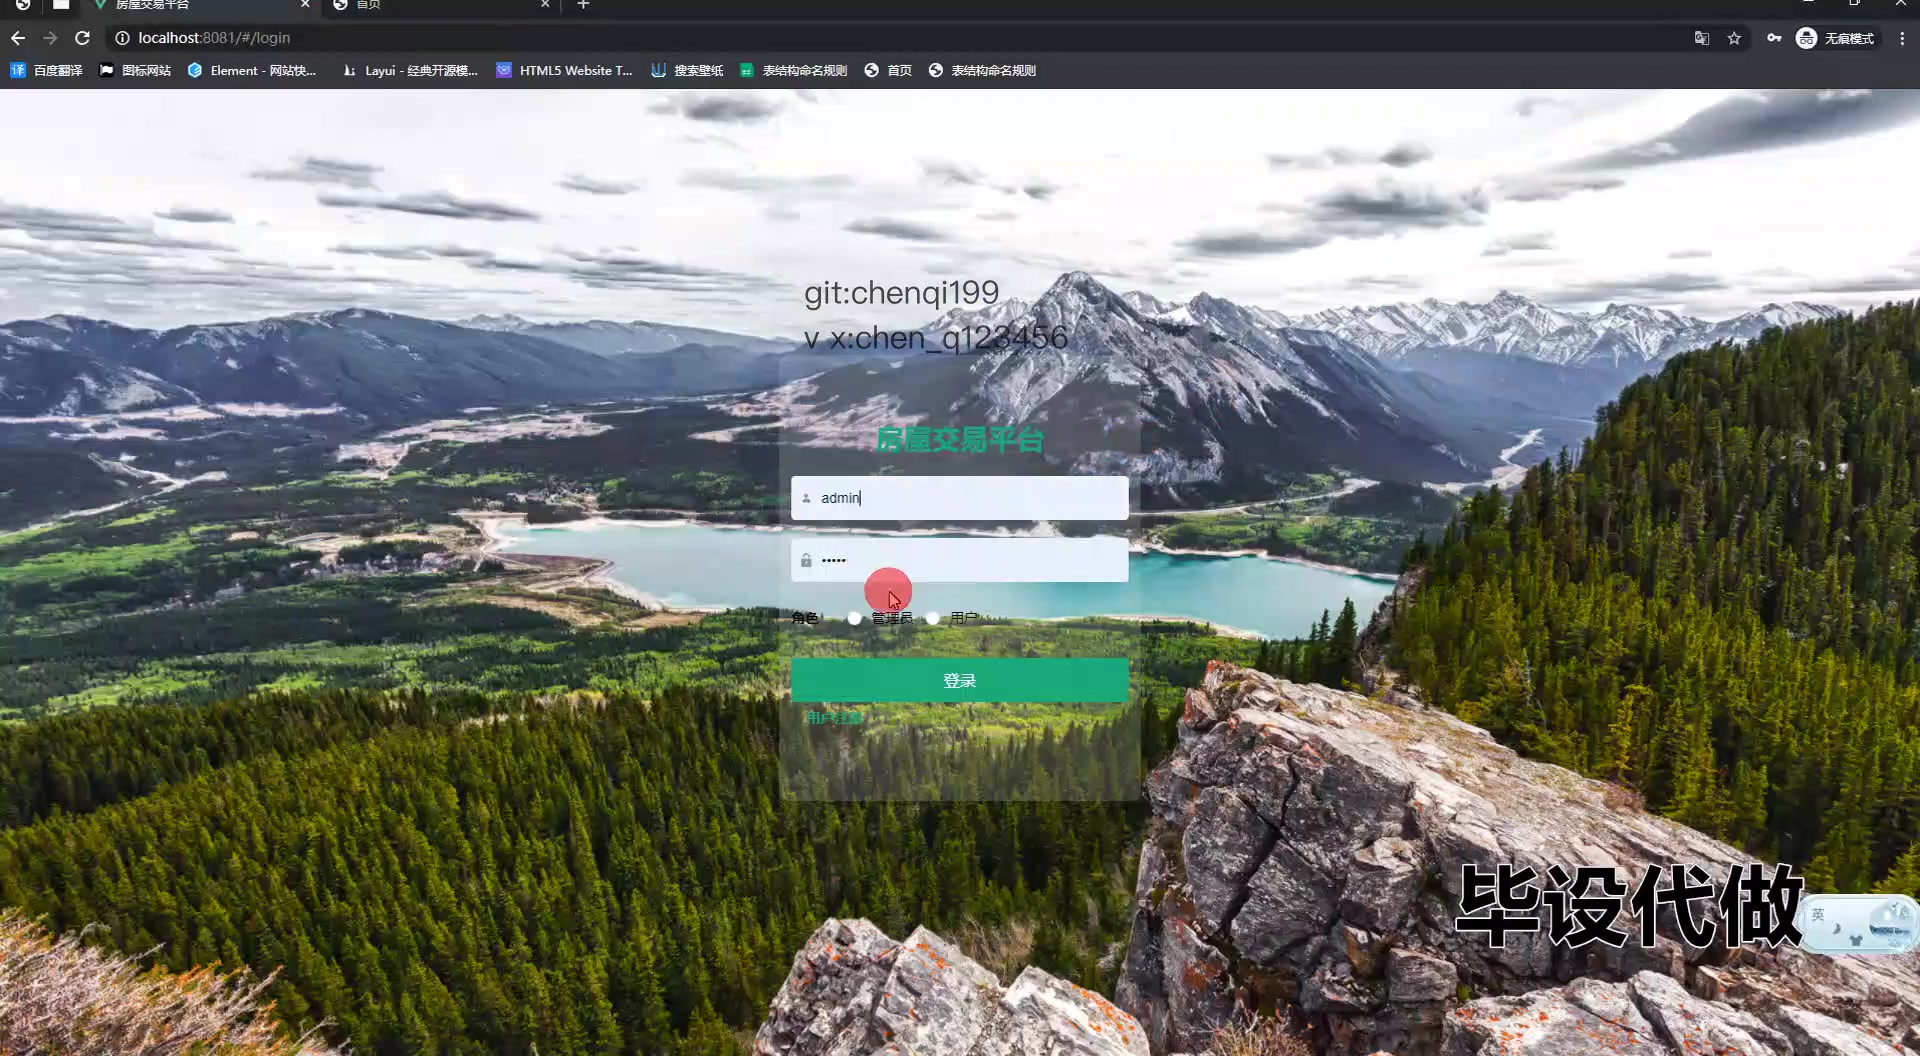 房屋交易平台
首页
localhost:8081/#/login
无痕模式
百度翻译
图标网站
Element - 网站快...
Layui - 经典开源模...
HTML5 Website T...
搜索壁纸
表结构命名规则
首页
表结构命名规则
git:chenqi199
v x:chen_q123456
房屋交易平台
admin
角色
管理员
用户
登录
用户注册
毕设代做
英